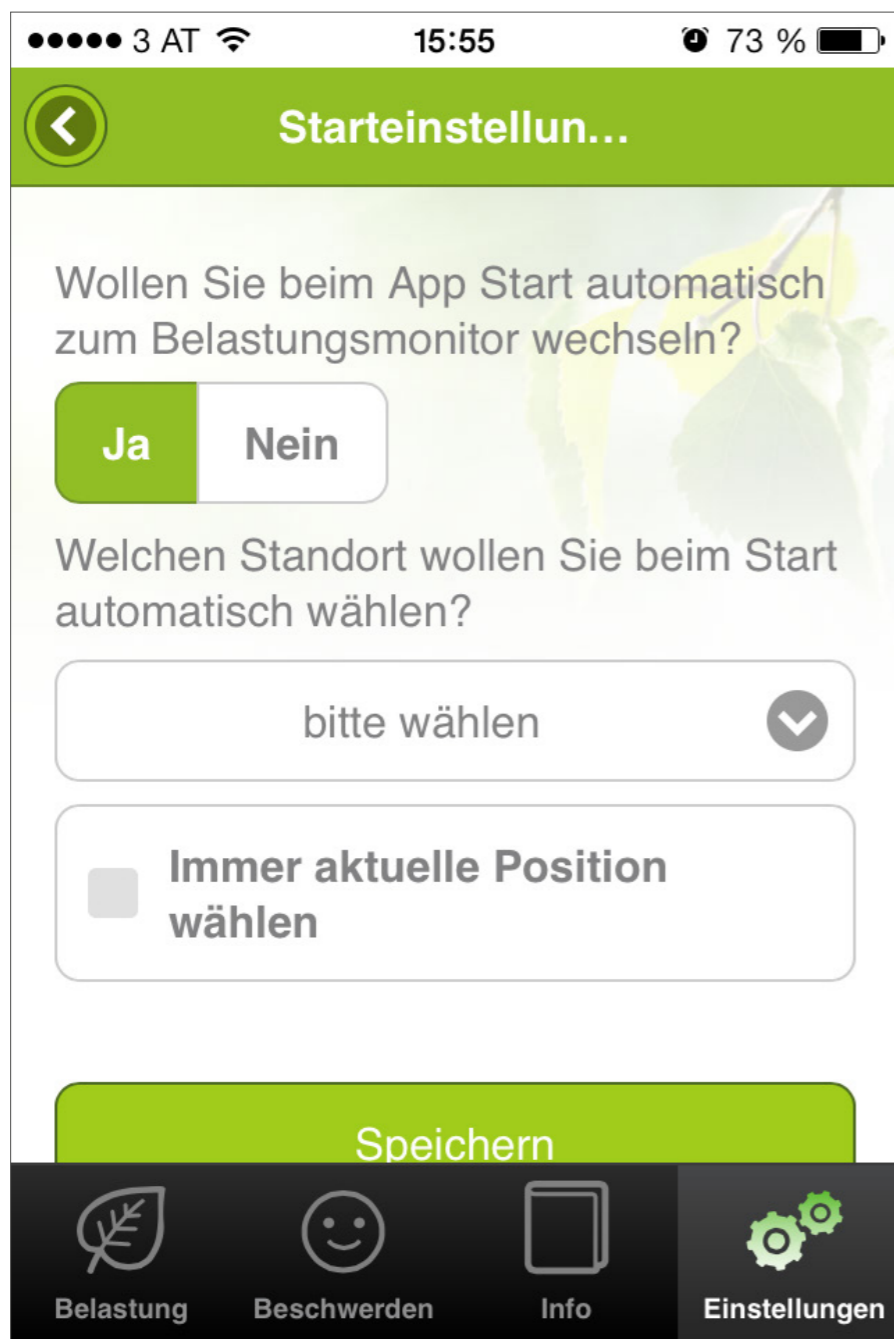 3 AT 15:55 73 %
Starteinstellun...
Wollen Sie beim App Start automatisch
zum Belastungsmonitor wechseln?
Ja Nein
Welchen Standort wollen Sie beim Start
automatisch wählen?
bitte wählen
Immer aktuelle Position
wählen
Speichern
Belastung Beschwerden Info Einstellungen